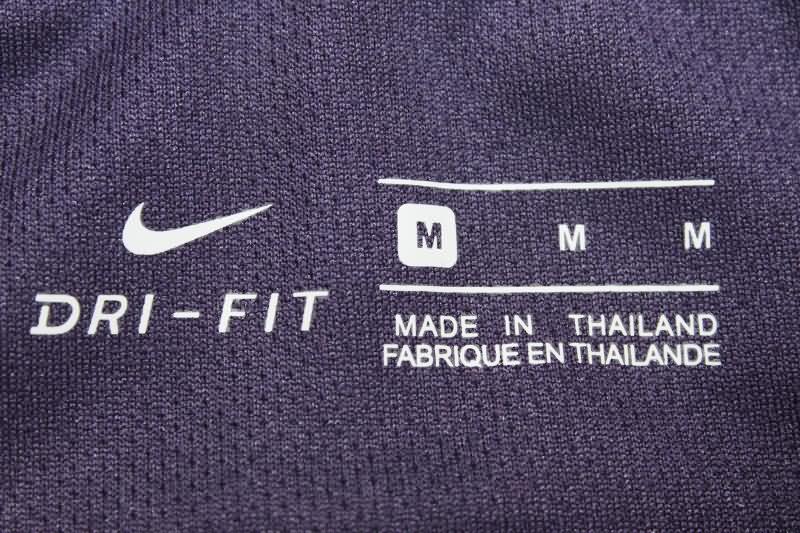 DRI-FIT
M M M
MADE IN THAILAND
FABRIQUE EN THAILANDE